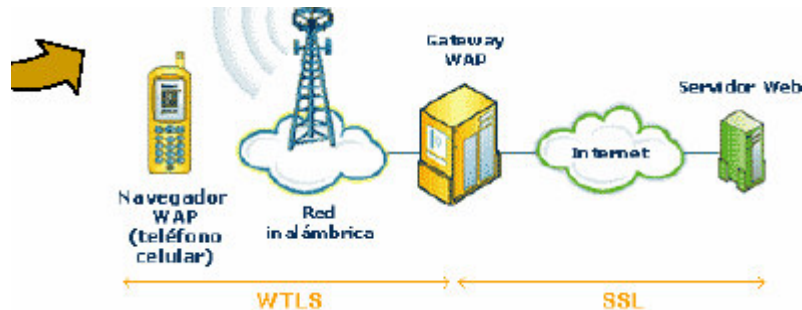 Gateway
WAP
Servidor Web
Internet
Navegador
WAP
(teléfono
celular)
Red
inalámbrica
WTLS
SSL